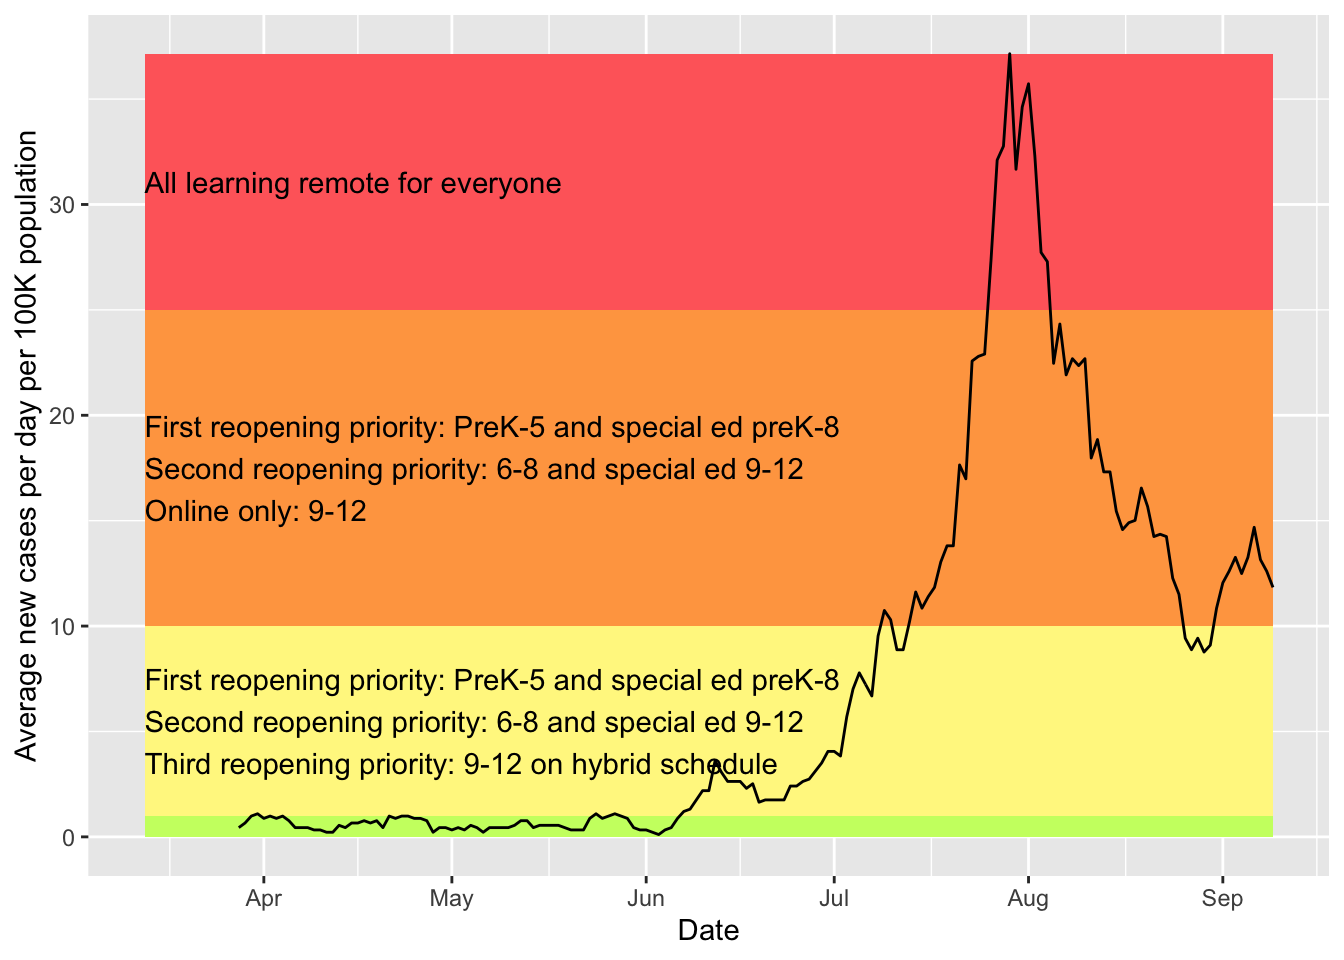 Average new cases per day per 100K population
30
20
10
0
All learning remote for everyone
First reopening priority: PreK-5 and special ed preK-8
Second reopening priority: 6-8 and special ed 9-12
Online only: 9-12
First reopening priority: PreK-5 and special ed preK-8
Second reopening priority: 6-8 and special ed 9-12
Third reopening priority: 9-12 on hybrid schedule
Apr May Jun Jul Aug Sep
Date